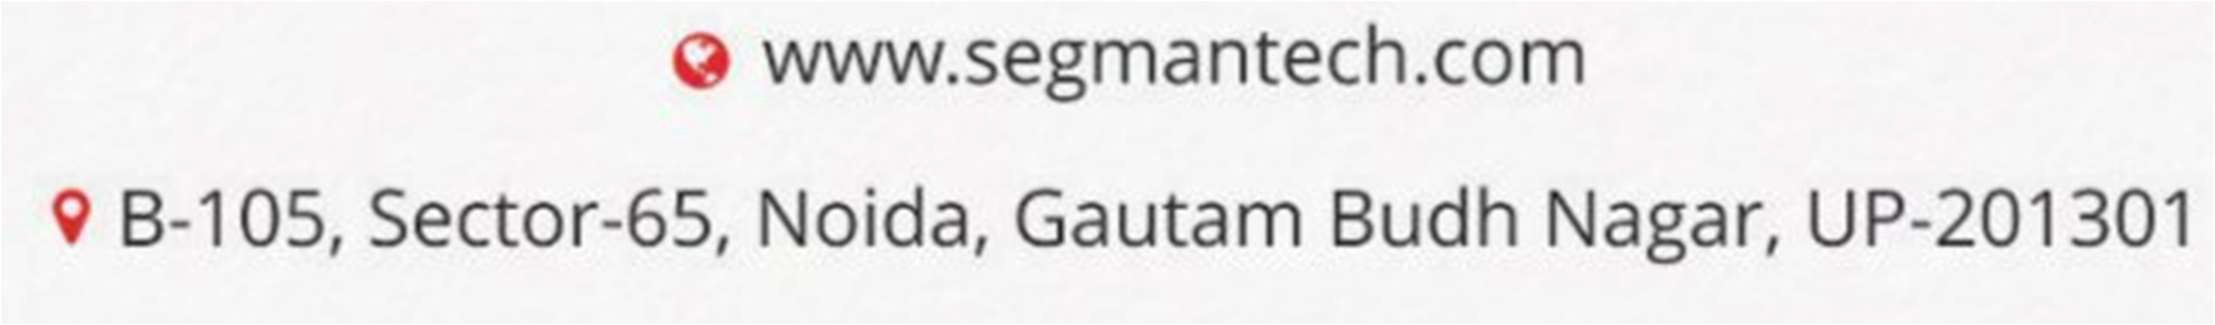 www.segmantech.com
B-105, Sector-65, Noida, Gautam Budh Nagar, UP-201301